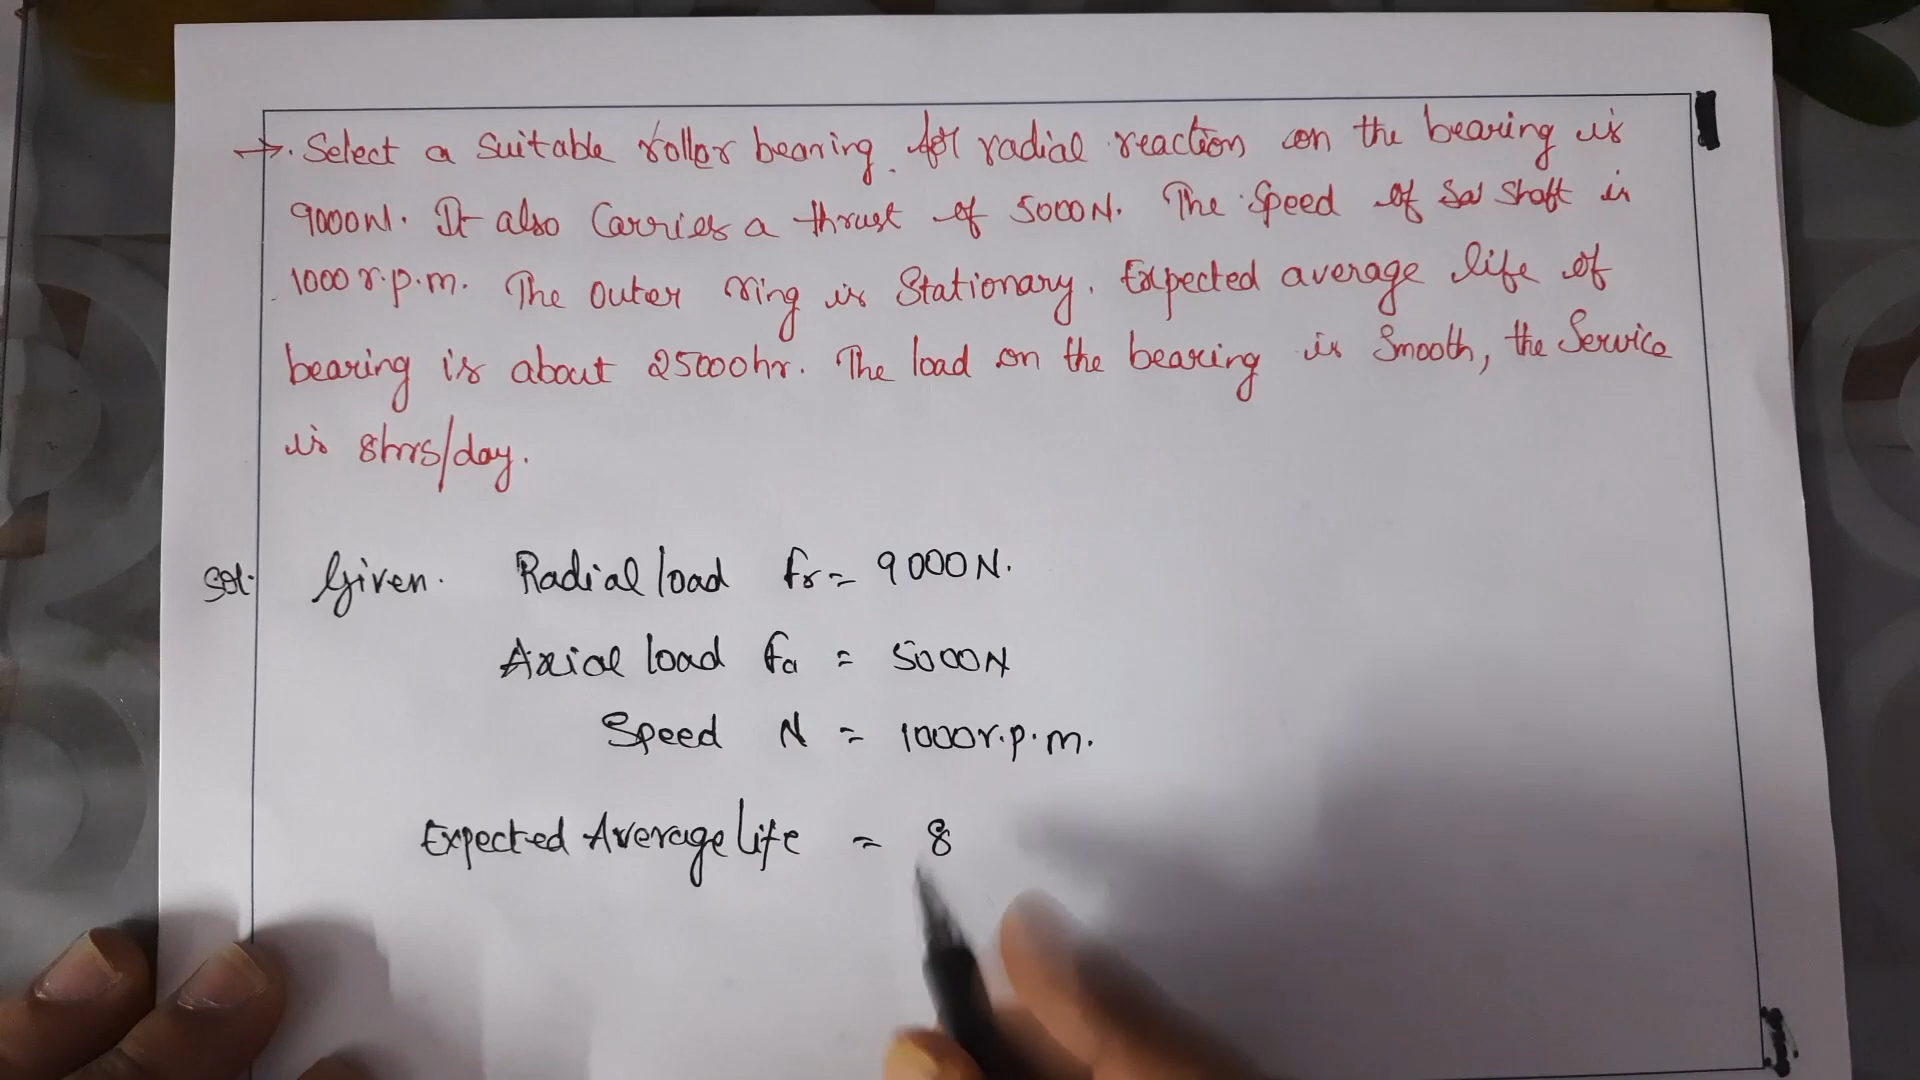 →. Select a suitable roller bearing for radial reaction on the bearing is
9000N. It also carries a thrust of 5000N. The speed of shaft is
1000 r.p.m. The outer ring is stationary. Expected average life of
bearing is about 25000hr. The load on the bearing is smooth, the service
is 8hrs/day.
Sol. Given. Radial load fr = 9000N.
Axial load fa = 5000N
Speed N = 1000r.p.m.
Expected Average life = 8